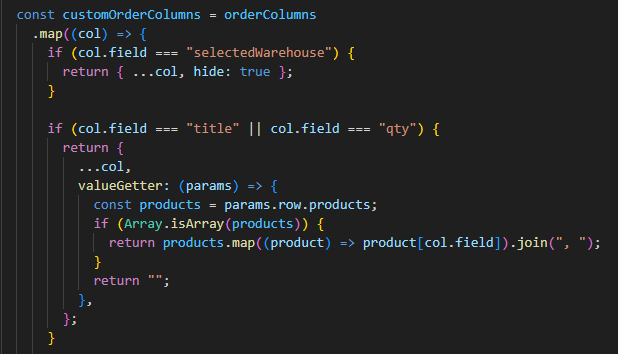 const customOrderColumns = orderColumns
.map((col) => {
if (col.field === "selectedWarehouse") {
return { ...col, hide: true };
}
if (col.field === "title" || col.field === "qty") {
return {
...col,
valueGetter: (params) => {
const products = params.row.products;
if (Array.isArray(products)) {
return products.map((product) => product[col.field]).join(", ");
}
return "";
},
};
}